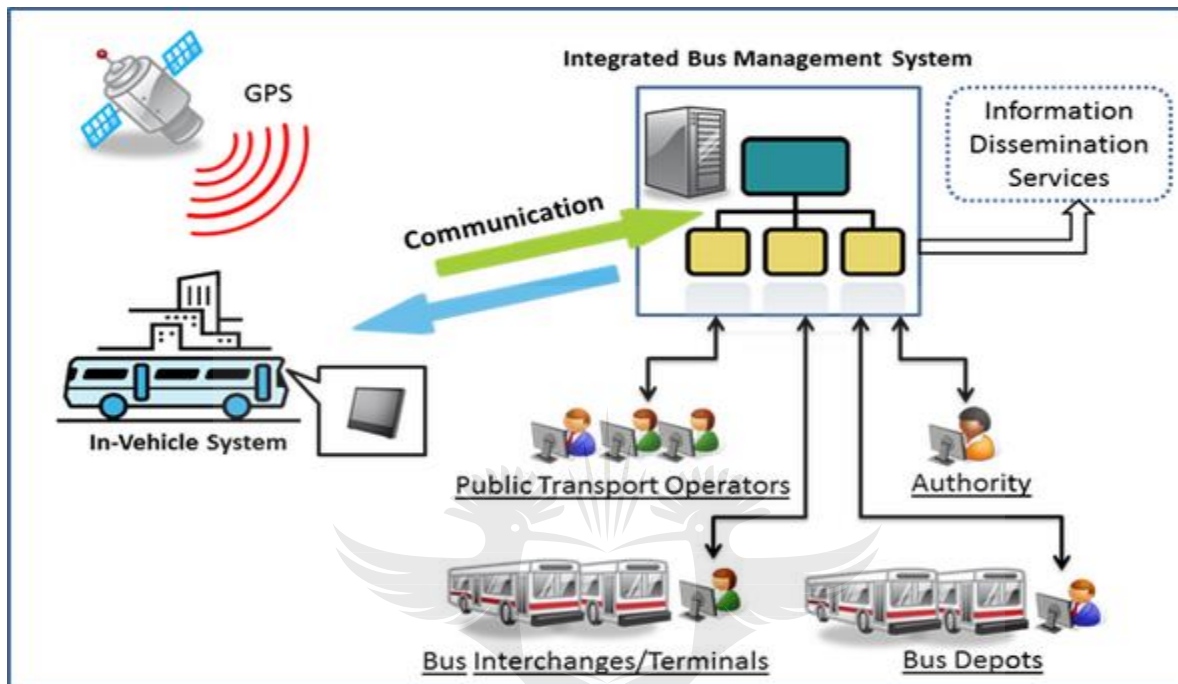 Integrated Bus Management System
GPS
Information
Dissemination
Services
Communication
In-Vehicle System
Public Transport Operators
Authority
Bus Interchanges/Terminals
Bus Depots